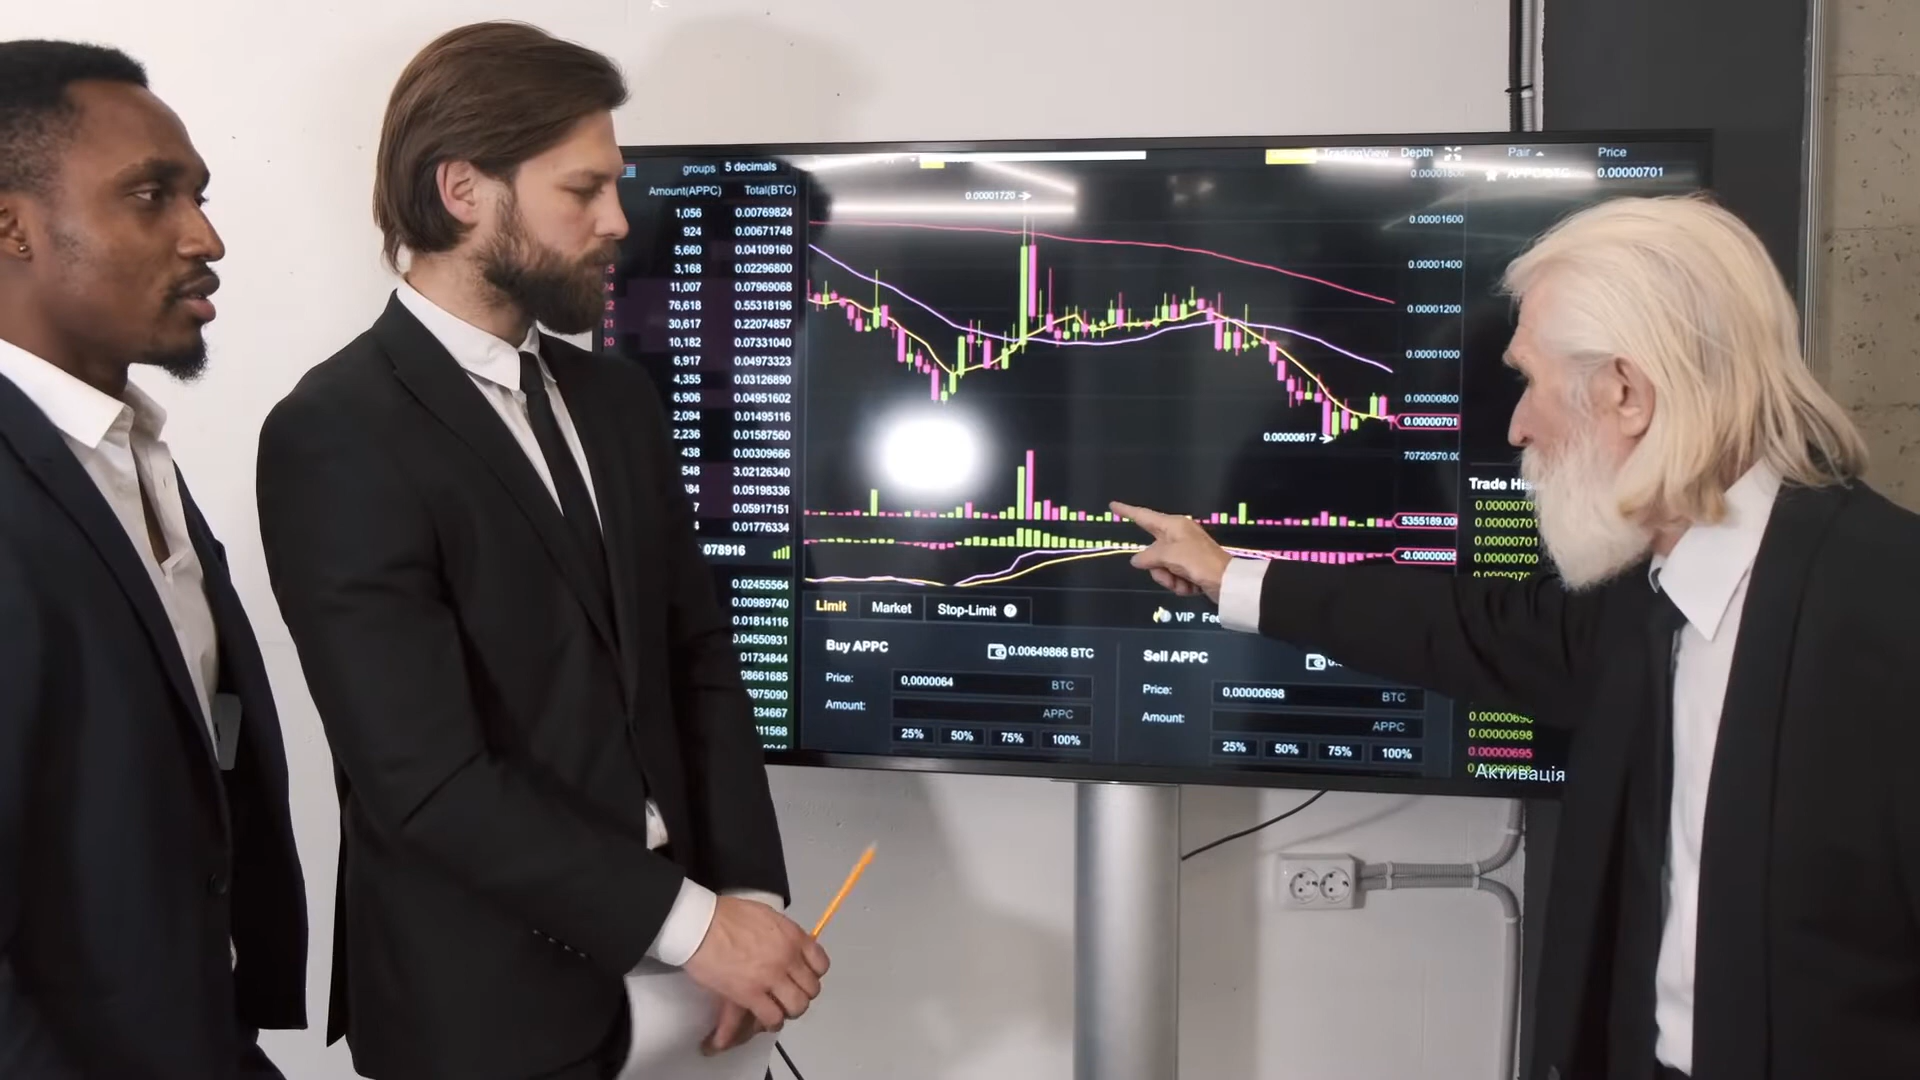 groups 5 decimals
Amount(APPC) Total(BTC)
1,056 0.00769824
924 0.00671748
5,660 0.04109160
3,168 0.02296800
11,007 0.07969068
76,618 0.55318196
30,617 0.22074857
10,182 0.07331040
6,917 0.04973323
4,355 0.03126890
6,906 0.04951602
2,094 0.01495116
2,236 0.01587560
438 0.00309666
548 3.02126340
0.05198336
0.05917151
0.01776334
0.02455564
0.00989740
0.01814116
TradingView Depth
0.00001720
0.00001600
0.00001400
0.00001200
0.00001000
0.00000800
0.00000701
0.00000617
70720570.00
Pair Price
APPC/BTC 0.00000701
Limit Market Stop-Limit
VIP
Buy APPC 0.00649866 BTC
Price: 0,0000064 BTC
Amount: APPC
25% 50% 75% 100%
Sell APPC
Price: 0,00000698 BTC
Amount: APPC
25% 50% 75% 100%
0.00000698
0.00000695
Активація